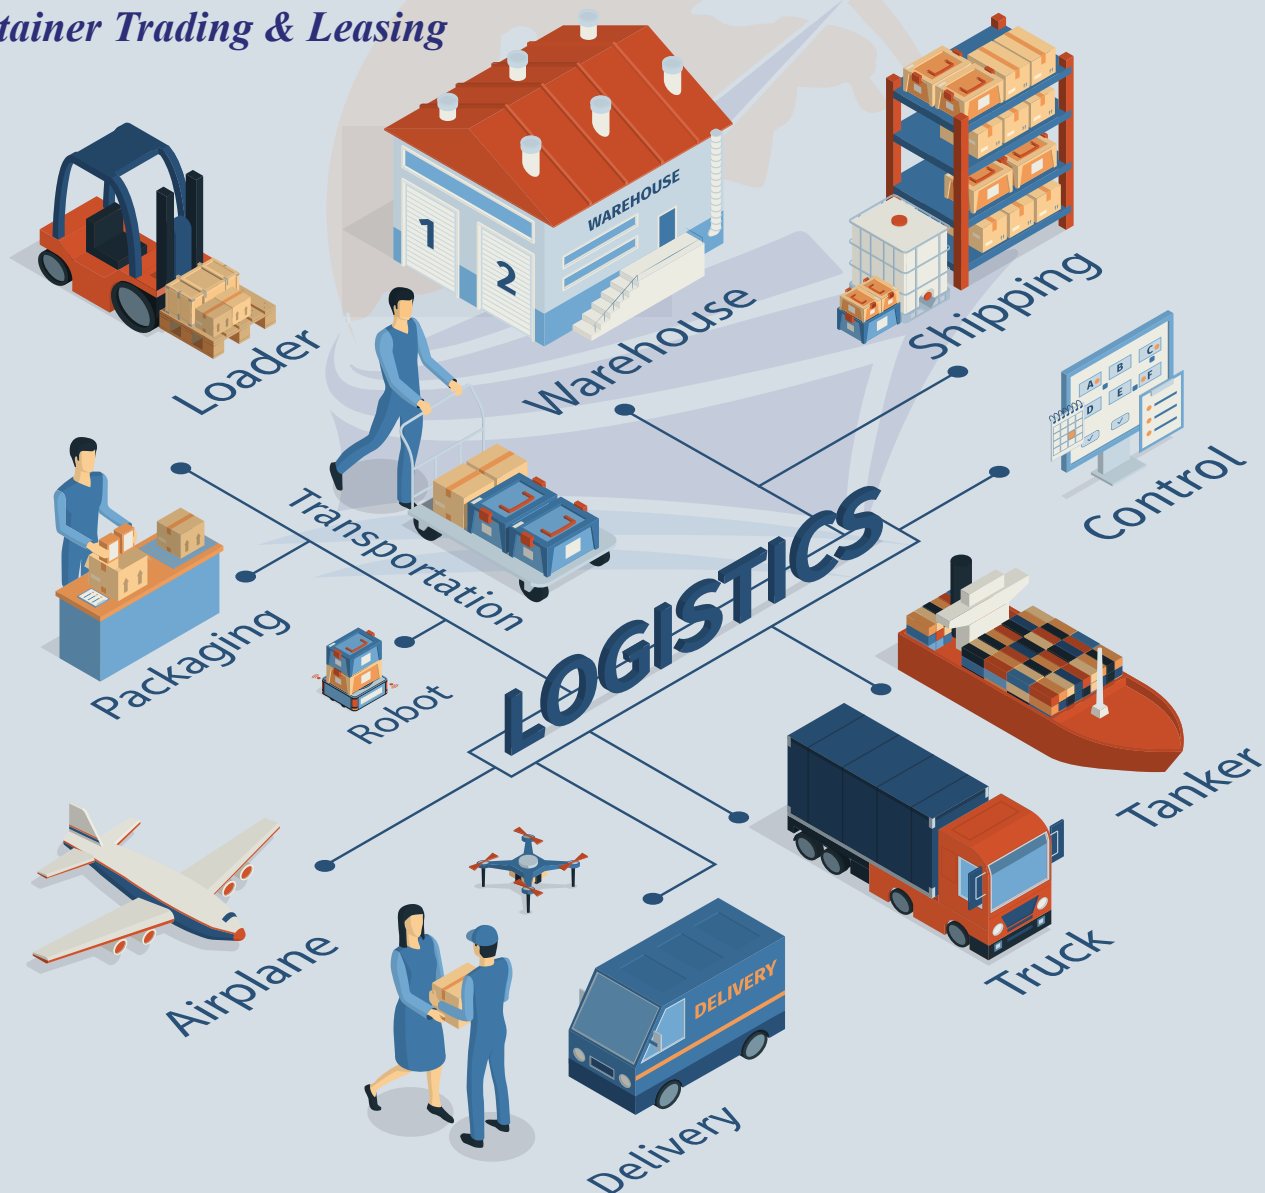 tainer Trading & Leasing
WAREHOUSE
1
2
Loader
Warehouse
Shipping
A
B
C
D
E
F
Control
Transportation
LOGISTICS
Packaging
Robot
Tanker
Airplane
Truck
DELIVERY
Delivery